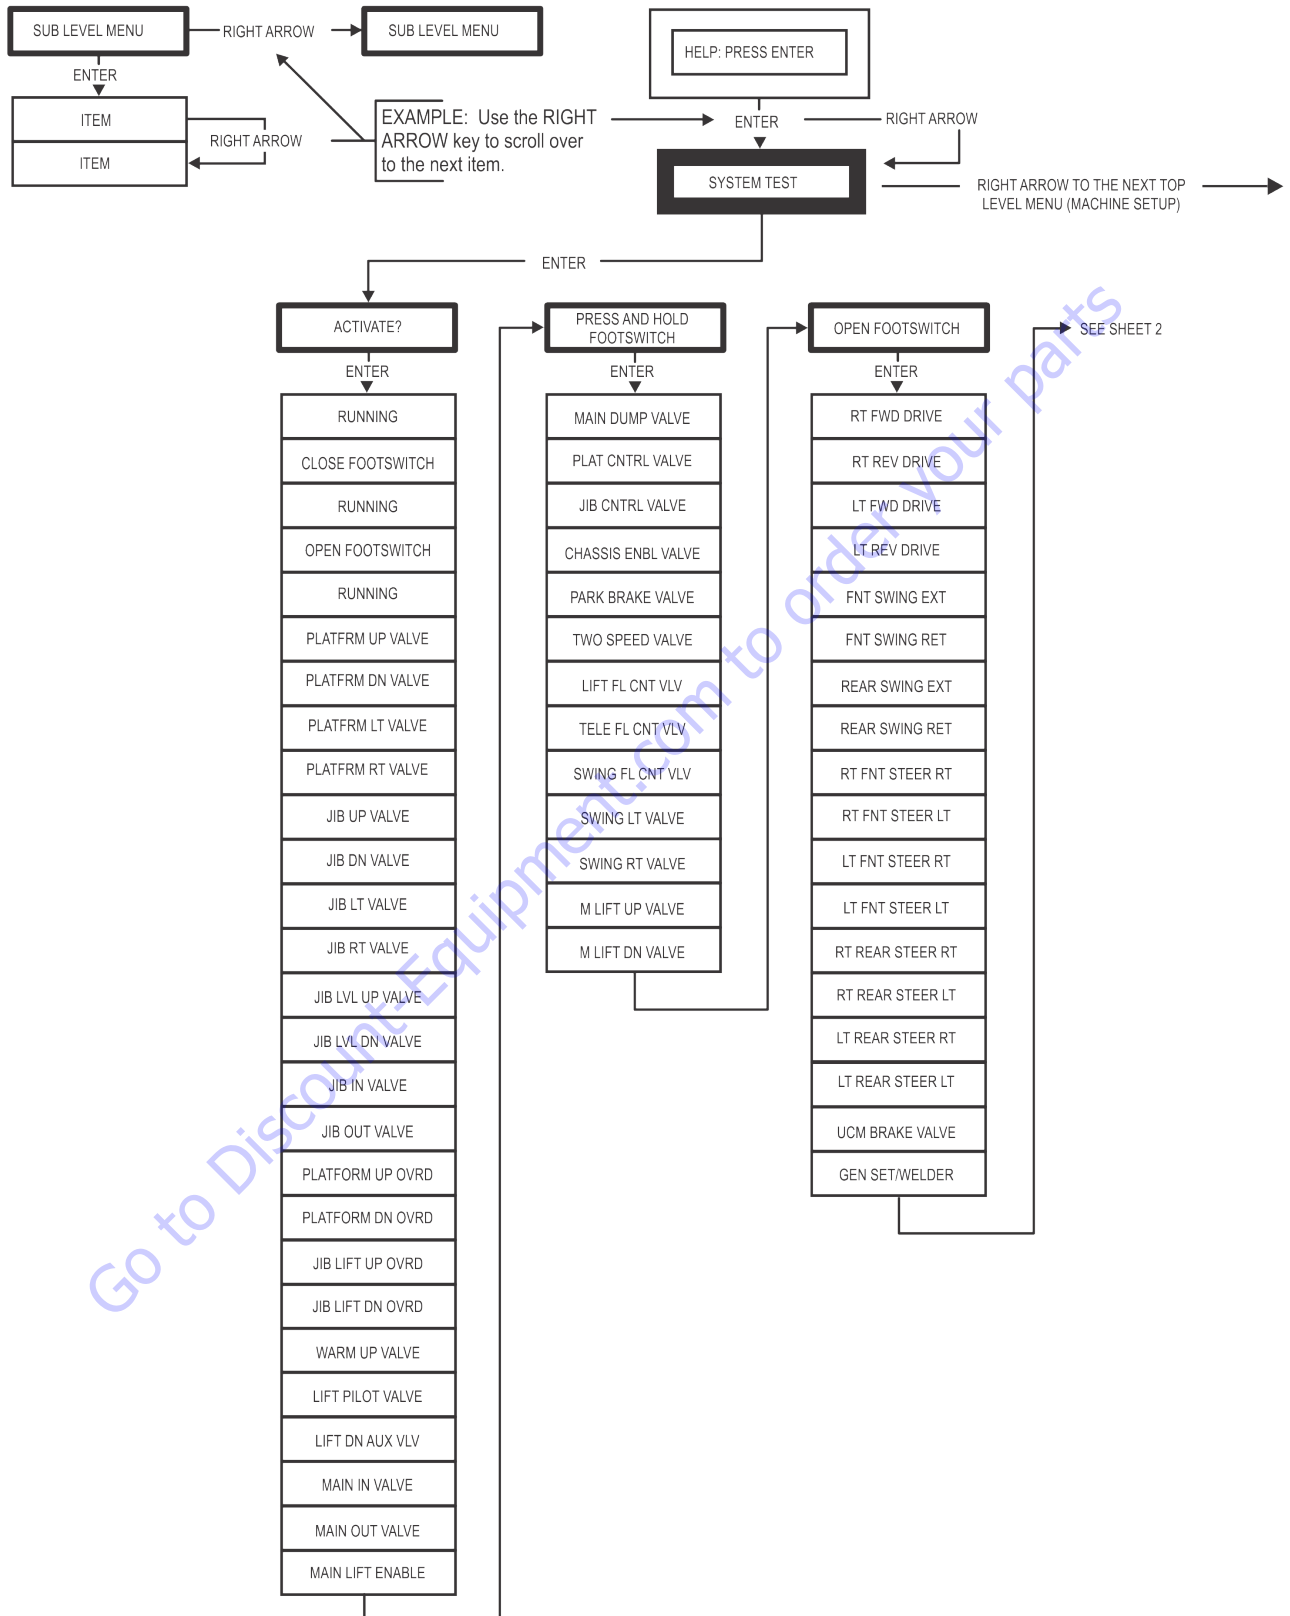 SUB LEVEL MENU
RIGHT ARROW
SUB LEVEL MENU
ENTER
ITEM
RIGHT ARROW
ITEM
EXAMPLE: Use the RIGHT
ARROW key to scroll over
to the next item.
HELP: PRESS ENTER
ENTER
RIGHT ARROW
SYSTEM TEST
RIGHT ARROW TO THE NEXT TOP
LEVEL MENU (MACHINE SETUP)
ENTER
ACTIVATE?
ENTER
RUNNING
CLOSE FOOTSWITCH
RUNNING
OPEN FOOTSWITCH
RUNNING
PLATFRM UP VALVE
PLATFRM DN VALVE
PLATFRM LT VALVE
PLATFRM RT VALVE
JIB UP VALVE
JIB DN VALVE
JIB LT VALVE
JIB RT VALVE
JIB LVL UP VALVE
JIB LVL DN VALVE
JIB IN VALVE
JIB OUT VALVE
PLATFORM UP OVRD
PLATFORM DN OVRD
JIB LIFT UP OVRD
JIB LIFT DN OVRD
WARM UP VALVE
LIFT PILOT VALVE
LIFT DN AUX VLV
MAIN IN VALVE
MAIN OUT VALVE
MAIN LIFT ENABLE
PRESS AND HOLD
FOOTSWITCH
ENTER
MAIN DUMP VALVE
PLAT CNTRL VALVE
JIB CNTRL VALVE
CHASSIS ENBL VALVE
PARK BRAKE VALVE
TWO SPEED VALVE
LIFT FL CNT VLV
TELE FL CNT VLV
SWING FL CNT VLV
SWING LT VALVE
SWING RT VALVE
M LIFT UP VALVE
M LIFT DN VALVE
OPEN FOOTSWITCH
ENTER
RT FWD DRIVE
RT REV DRIVE
LT FWD DRIVE
LT REV DRIVE
FNT SWING EXT
FNT SWING RET
REAR SWING EXT
REAR SWING RET
RT FNT STEER RT
RT FNT STEER LT
LT FNT STEER RT
LT FNT STEER LT
RT REAR STEER RT
RT REAR STEER LT
LT REAR STEER RT
LT REAR STEER LT
UCM BRAKE VALVE
GEN SET/WELDER
SEE SHEET 2
Go to Discount-Equipment.com to order your parts